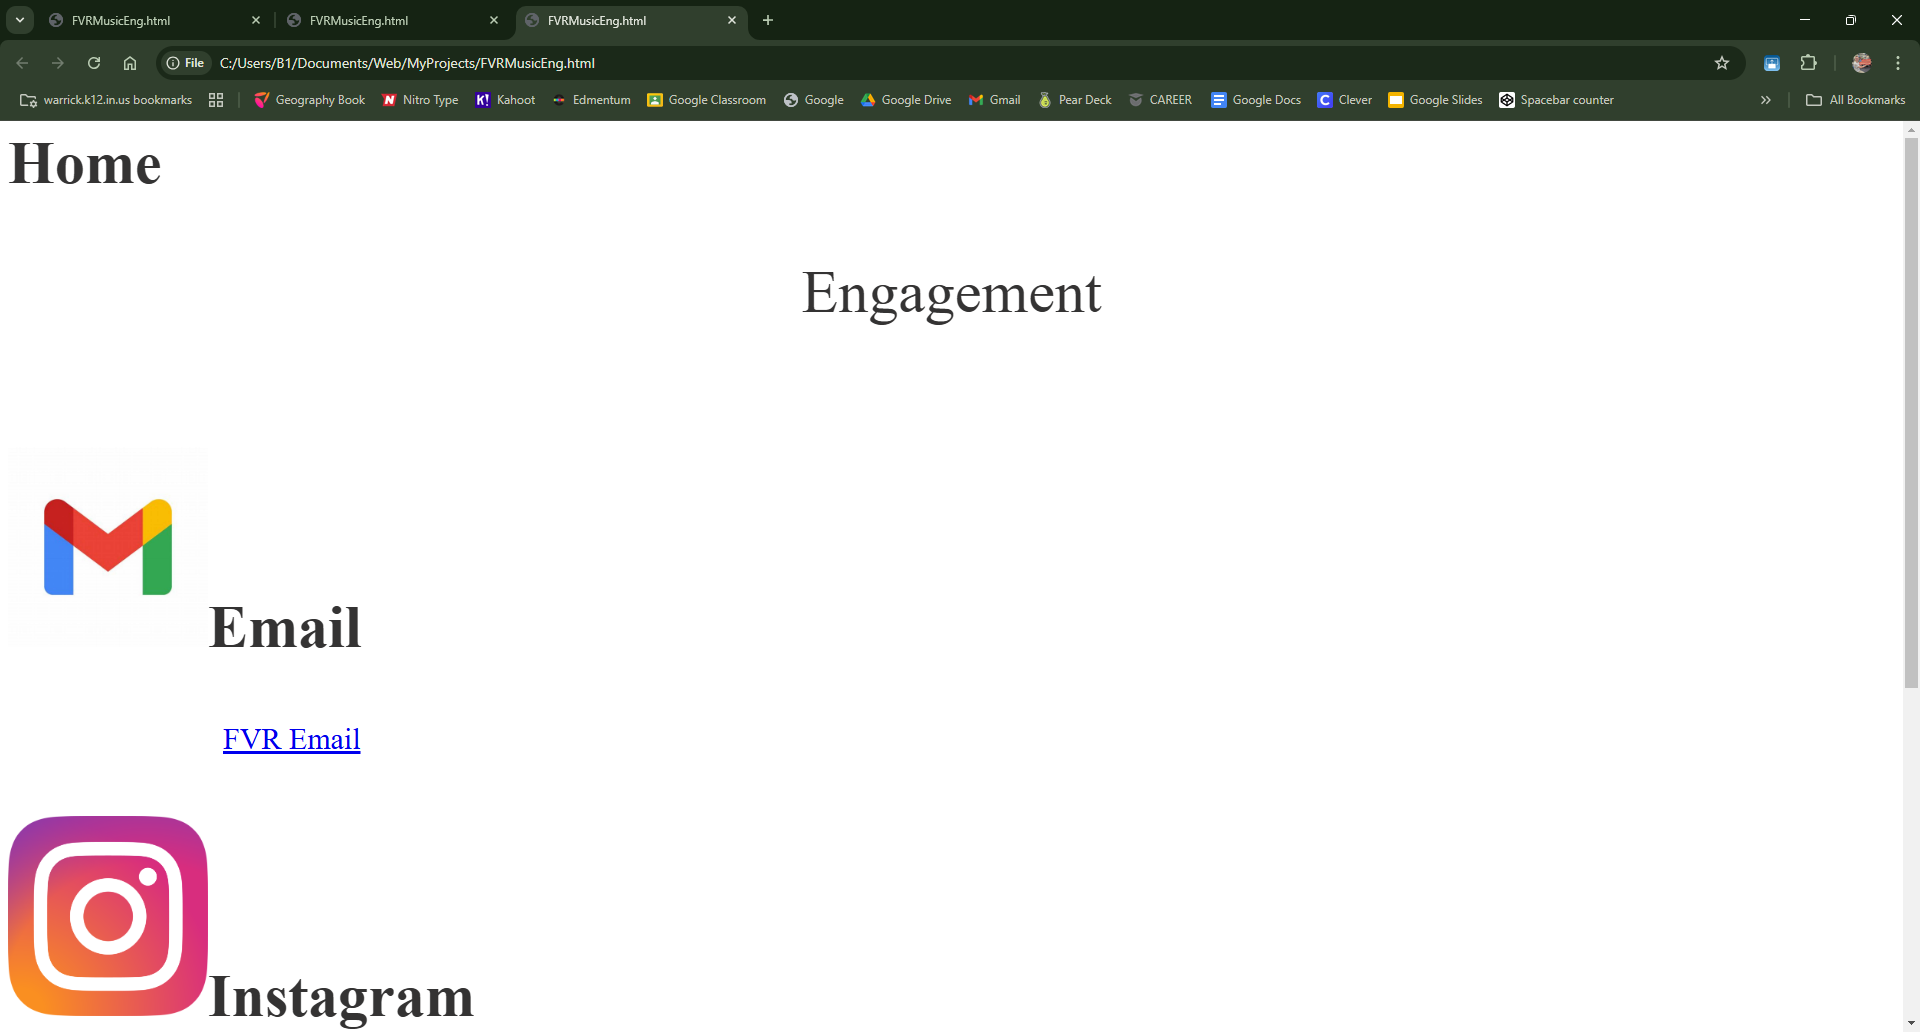 FVRMusicEng.html
FVRMusicEng.html
FVRMusicEng.html
File C:/Users/B1/Documents/Web/MyProjects/FVRMusicEng.html
warrick.k12.in.us bookmarks Geography Book Nitro Type K! Kahoot Edmentum Google Classroom Google Google Drive Gmail Pear Deck CAREER Google Docs C Clever Google Slides Spacebar counter All Bookmarks
Home
Engagement
Email
FVR Email
Instagram